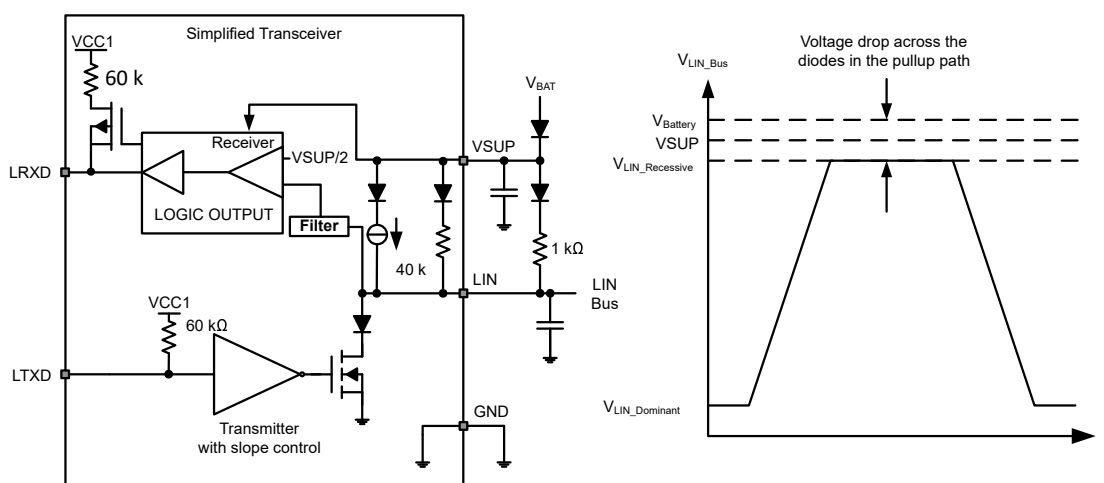 Simplified Transceiver
VCC1
60 k
Receiver
VSUP/2
LOGIC OUTPUT
Filter
LRXD
VSUP
VBAT
40 k
1 kΩ
LIN
LIN
Bus
VCC1
60 kΩ
LTXD
Transmitter
with slope control
GND
Voltage drop across the
diodes in the pullup path
VLIN_Bus
VBattery
VSUP
VLIN_Recessive
VLIN_Dominant